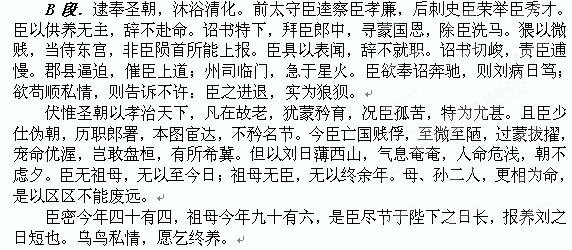 B 段．逮奉圣朝，沐浴清化。前太守臣逵察臣孝廉，后刺史臣荣举臣秀才。
臣以供养无主，辞不赴命。诏书特下，拜臣郎中，寻蒙国恩，除臣洗马。猥以微
贱，当侍东宫，非臣陨首所能上报。臣具以表闻，辞不就职。诏书切峻，责臣逋
慢。郡县逼迫，催臣上道；州司临门，急于星火。臣欲奉诏奔驰，则刘病日笃；
欲苟顺私情，则告诉不许：臣之进退，实为狼狈。
伏惟圣朝以孝治天下，凡在故老，犹蒙矜育，况臣孤苦，特为尤甚。且臣少
仕伪朝，历职郎署，本图宦达，不矜名节。今臣亡国贱俘，至微至陋，过蒙拔擢，
宠命优渥，岂敢盘桓，有所希冀。但以刘日薄西山，气息奄奄，人命危浅，朝不
虑夕。臣无祖母，无以至今日；祖母无臣，无以终余年。母、孙二人，更相为命，
是以区区不能废远。
臣密今年四十有四，祖母今年九十有六，是臣尽节于陛下之日长，报养刘之
日短也。乌鸟私情，愿乞终养。